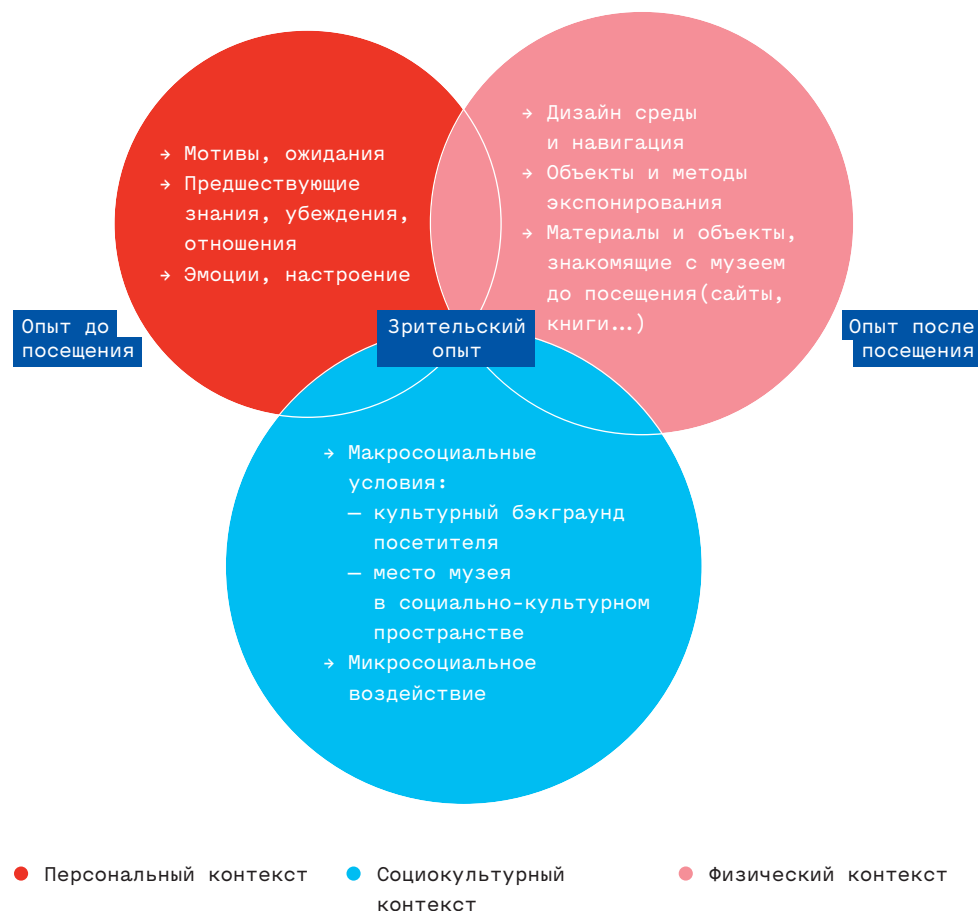 → Мотивы, ожидания
→ Предшествующие
знания, убеждения,
отношения
→ Эмоции, настроение
→ Дизайн среды
и навигация
→ Объекты и методы
экспонирования
→ Материалы и объекты,
знакомящие с музеем
до посещения(сайты,
книги...)
Опыт до
посещения
Зрительский
опыт
Опыт после
посещения
→ Макросоциальные
условия:
— культурный бэкграунд
посетителя
— место музея
в социально-культурном
пространстве
→ Микросоциальное
воздействие
Персональный контекст
Социокультурный
контекст
Физический контекст